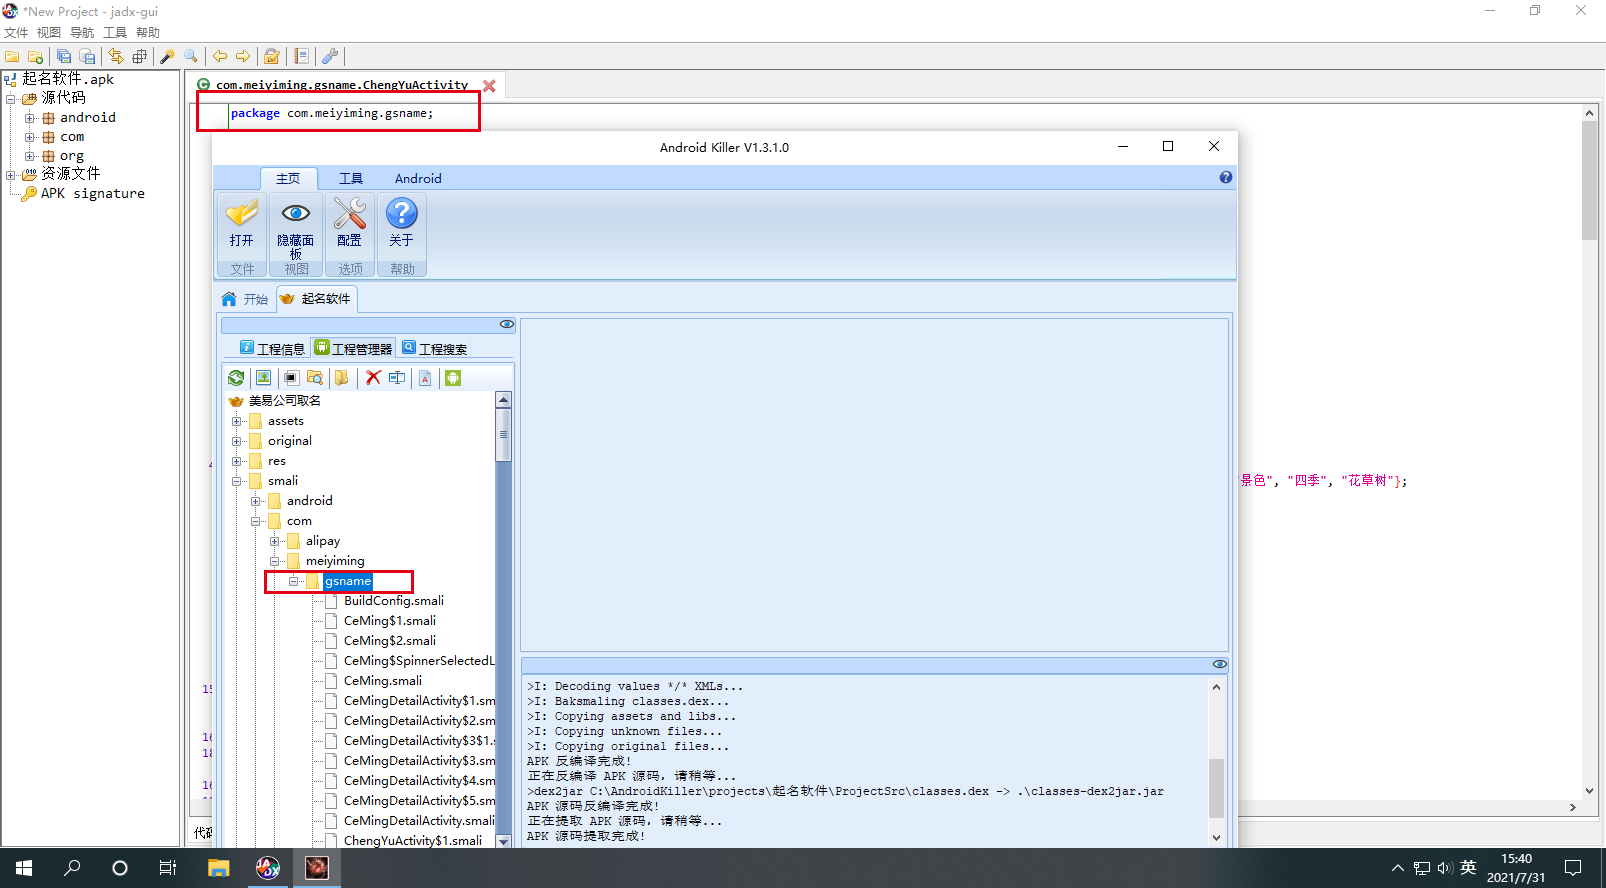 *New Project - jadx-gui
文件 视图 导航 工具 帮助
起名软件.apk
源代码
android
com
org
资源文件
APK signature
com.meiyiming.gsname.ChengYuActivity
package com.meiyiming.gsname;
Android Killer V1.3.1.0
主页 工具 Android
打开 隐藏面板 配置 关于
文件 视图 选项 帮助
开始 起名软件
工程信息 工程管理器 工程搜索
美易公司取名
assets
original
res
smali
android
com
alipay
meiyiming
gsname
BuildConfig.smali
CeMing$1.smali
CeMing$2.smali
CeMing$SpinnerSelectedL
CeMing.smali
CeMingDetailActivity$1.sm
CeMingDetailActivity$2.sm
CeMingDetailActivity$3$1.s
CeMingDetailActivity$3.sm
CeMingDetailActivity$4.sm
CeMingDetailActivity$5.sm
CeMingDetailActivity.smali
ChengYuActivity$1.smali
景色", "四季", "花草树"};
15
16
18
16
>I: Decoding values */* XMLs...
>I: Baksmaling classes.dex...
>I: Copying assets and libs...
>I: Copying unknown files...
>I: Copying original files...
APK 反编译完成!
正在反编译 APK 源码，请稍等...
>dex2jar C:\AndroidKiller\projects\起名软件\ProjectSrc\classes.dex -> .\classes-dex2jar.jar
APK 源码反编译完成!
正在提取 APK 源码，请稍等...
APK 源码提取完成!
英
15:40
2021/7/31